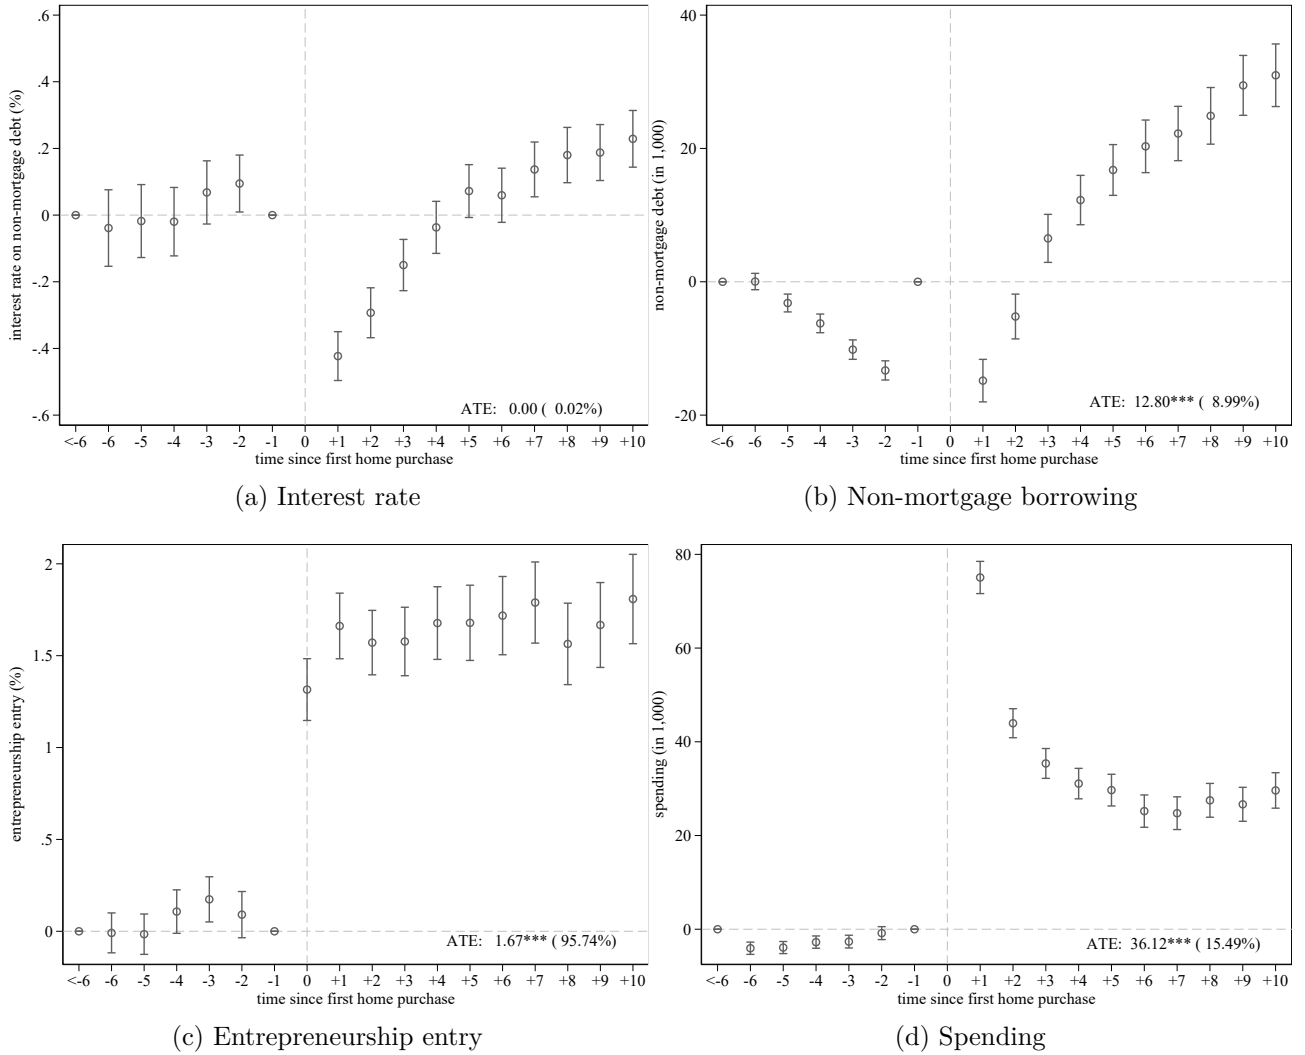 interest rate on non-mortgage debt (%)
.6
.4
.2
0
-.2
-.4
-.6
ATE: 0.00 ( 0.02%)
<-6 -6 -5 -4 -3 -2 -1 0 +1 +2 +3 +4 +5 +6 +7 +8 +9 +10
time since first home purchase
(a) Interest rate
non-mortgage debt (in 1,000)
40
20
0
-20
ATE: 12.80*** ( 8.99%)
<-6 -6 -5 -4 -3 -2 -1 0 +1 +2 +3 +4 +5 +6 +7 +8 +9 +10
time since first home purchase
(b) Non-mortgage borrowing
entrepreneurship entry (%)
2
1.5
1
.5
0
ATE: 1.67*** ( 95.74%)
<-6 -6 -5 -4 -3 -2 -1 0 +1 +2 +3 +4 +5 +6 +7 +8 +9 +10
time since first home purchase
(c) Entrepreneurship entry
spending (in 1,000)
80
60
40
20
0
ATE: 36.12*** ( 15.49%)
<-6 -6 -5 -4 -3 -2 -1 0 +1 +2 +3 +4 +5 +6 +7 +8 +9 +10
time since first home purchase
(d) Spending